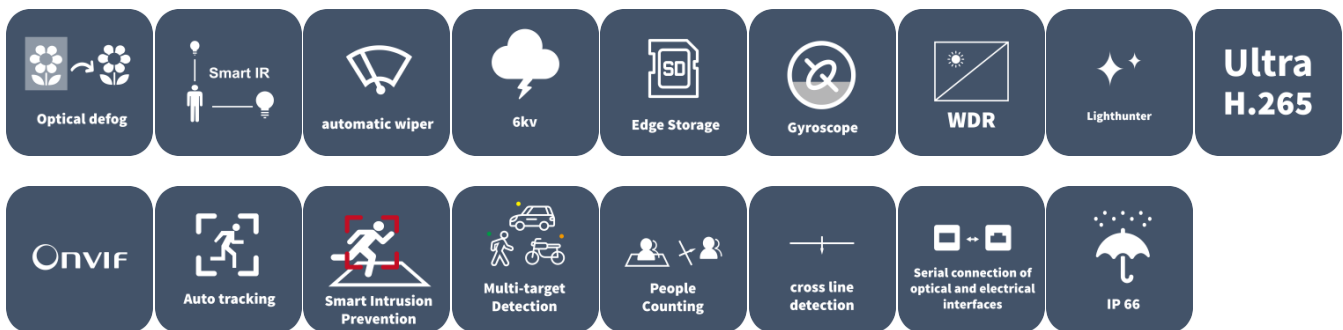 Optical defog
Smart IR
automatic wiper
6kv
SD
Edge Storage
Gyroscope
WDR
Lighthunter
Ultra
H.265
ONVIF
Auto tracking
Smart Intrusion
Prevention
Multi-target
Detection
People
Counting
cross line
detection
Serial connection of
optical and electrical
interfaces
IP 66